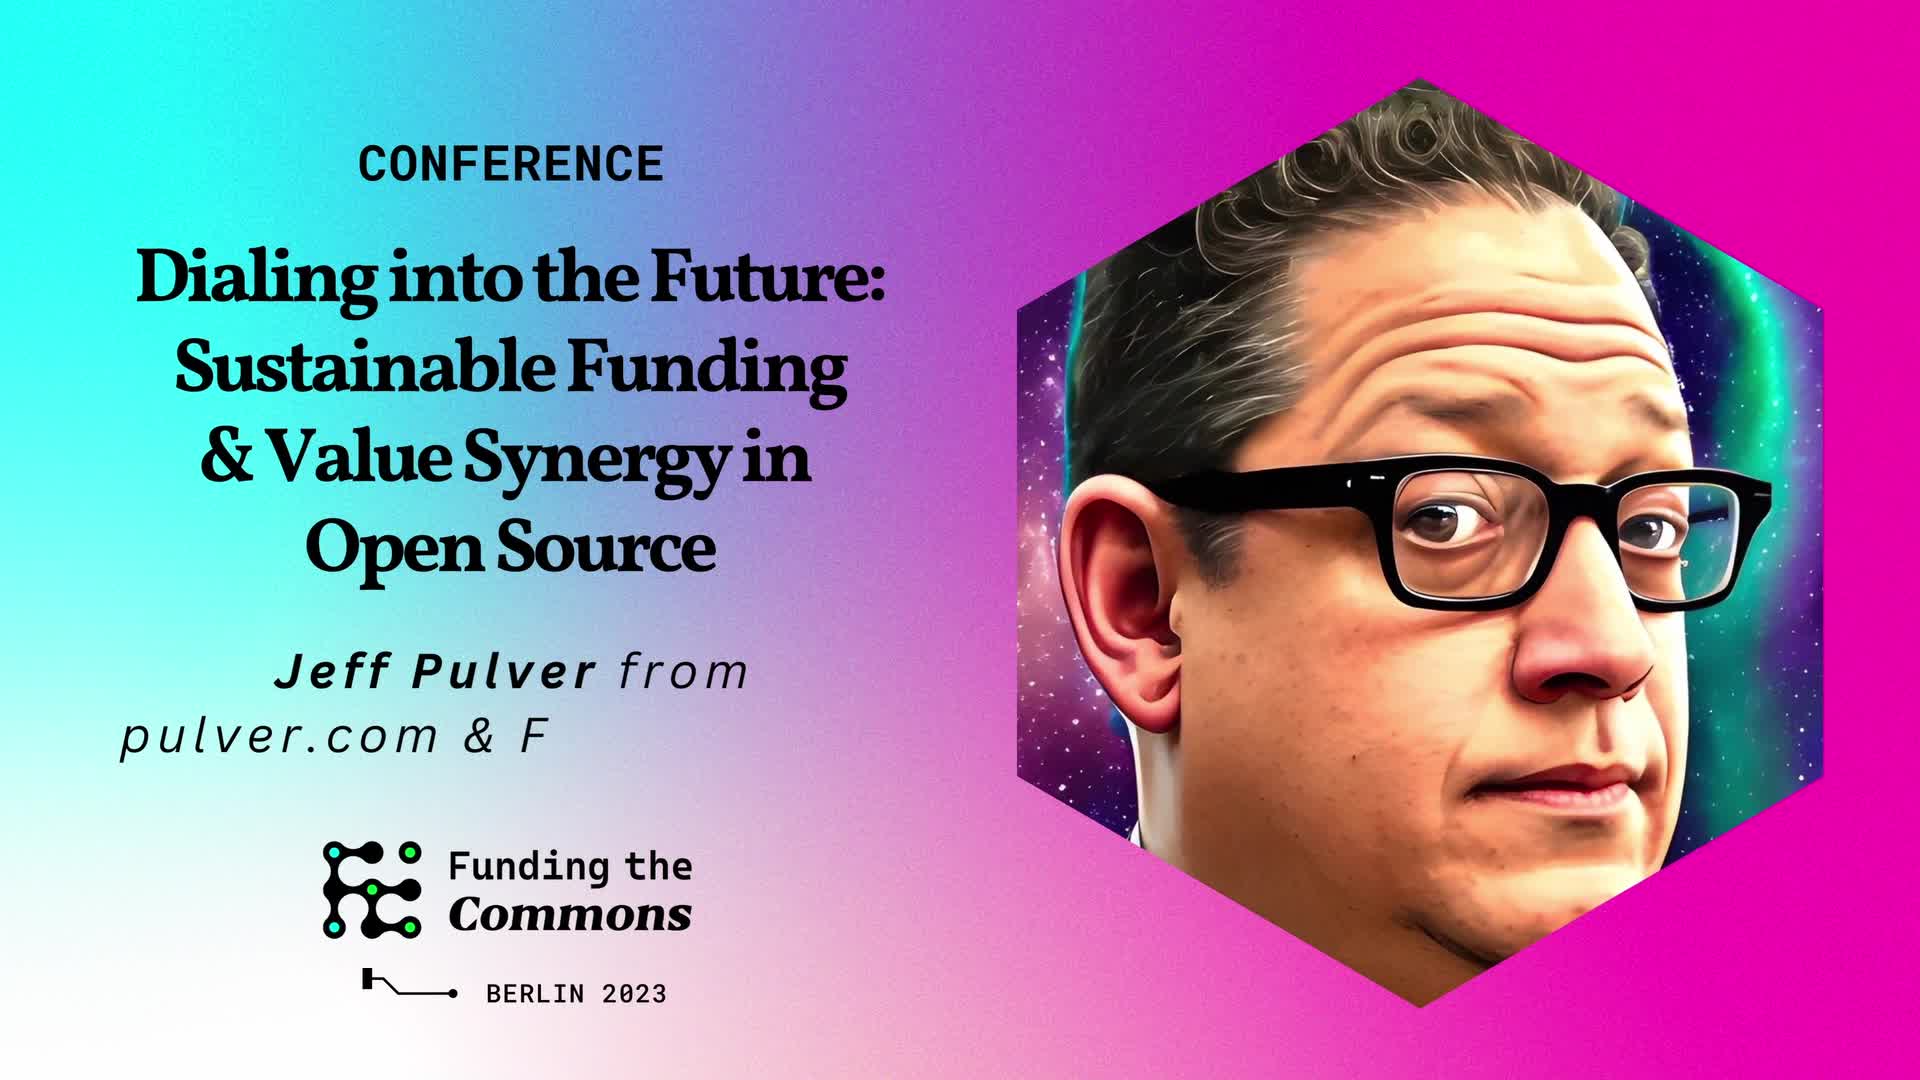 CONFERENCE
Dialing into the Future:
Sustainable Funding
& Value Synergy in
Open Source
Jeff Pulver from
pulver.com & F
Funding the
Commons
BERLIN 2023